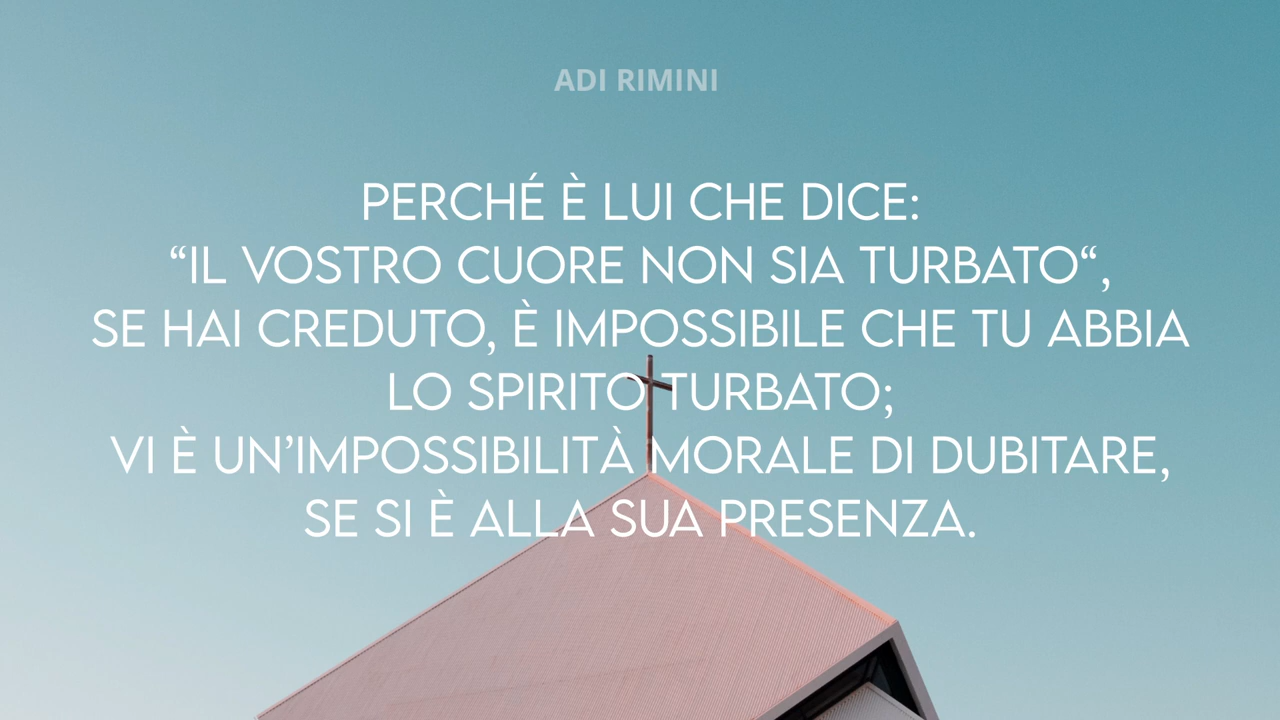 ADI RIMINI
PERCHÉ È LUI CHE DICE:
“IL VOSTRO CUORE NON SIA TURBATO“,
SE HAI CREDUTO, È IMPOSSIBILE CHE TU ABBIA
LO SPIRITO TURBATO;
VI È UN’IMPOSSIBILITÀ MORALE DI DUBITARE,
SE SI È ALLA SUA PRESENZA.